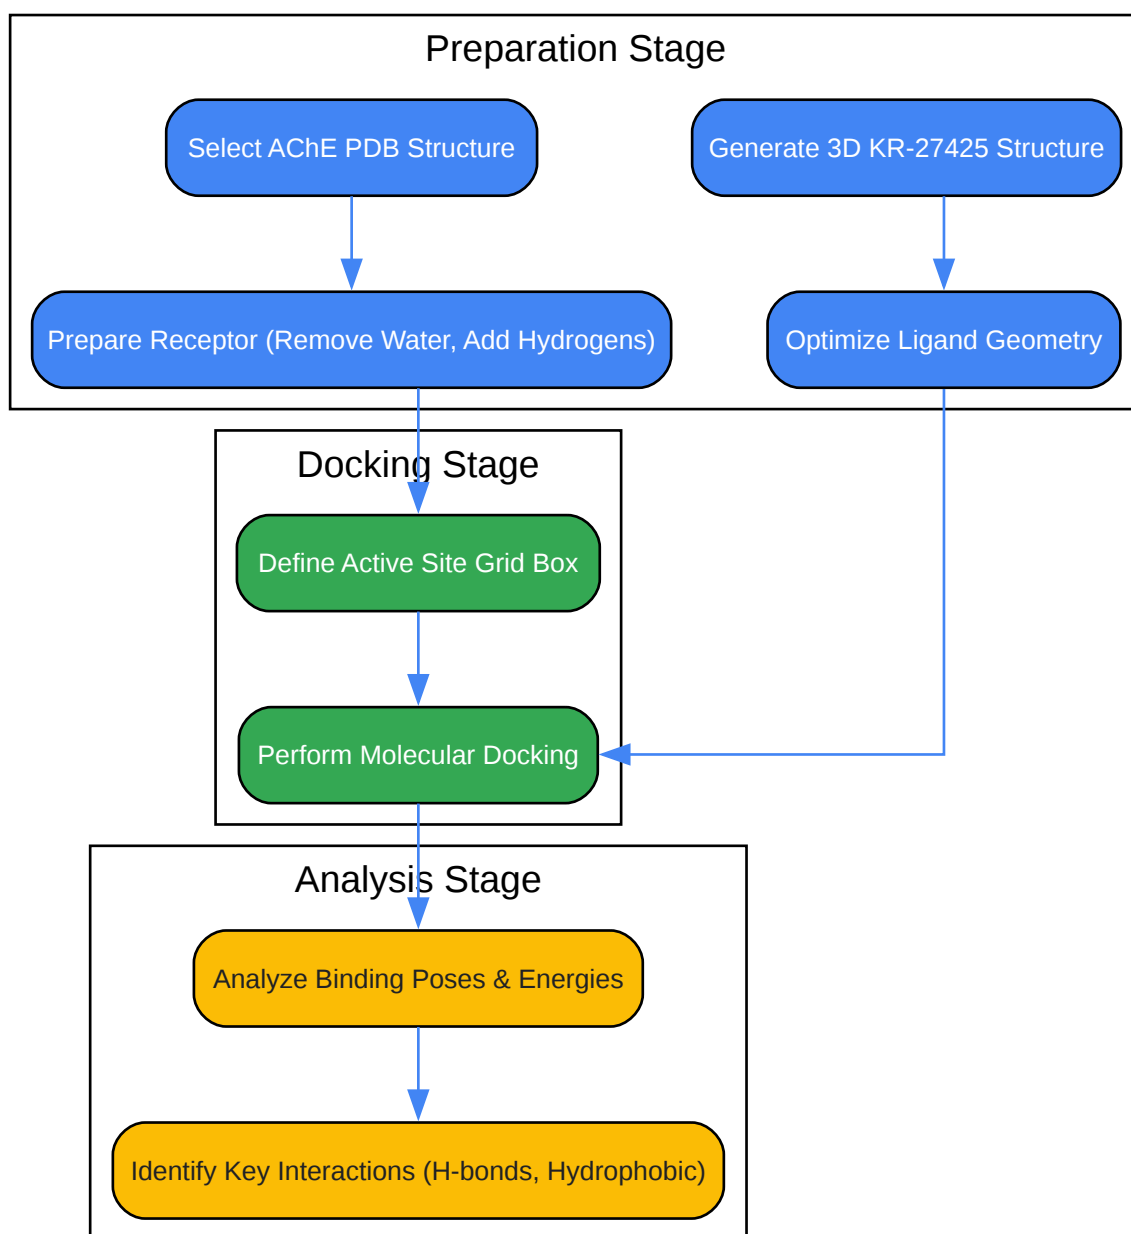 Preparation Stage
Select AChE PDB Structure
Generate 3D KR-27425 Structure
Prepare Receptor (Remove Water, Add Hydrogens)
Optimize Ligand Geometry
Docking Stage
Define Active Site Grid Box
Perform Molecular Docking
Analysis Stage
Analyze Binding Poses & Energies
Identify Key Interactions (H-bonds, Hydrophobic)